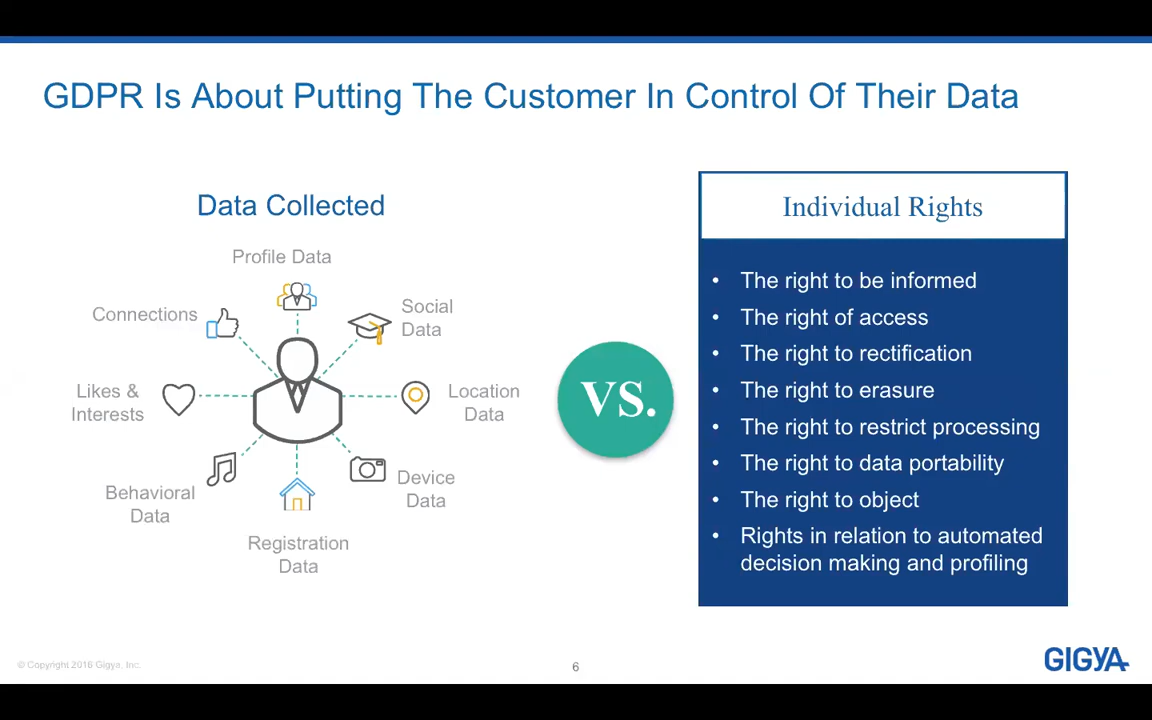 GDPR Is About Putting The Customer In Control Of Their Data
Data Collected
Profile Data
Connections
Social
Data
Likes &
Interests
Location
Data
Behavioral
Data
Device
Data
Registration
Data
VS.
Individual Rights
• The right to be informed
• The right of access
• The right to rectification
• The right to erasure
• The right to restrict processing
• The right to data portability
• The right to object
• Rights in relation to automated
decision making and profiling
© Copyright 2016 Gigya, Inc.
6
GIGYA